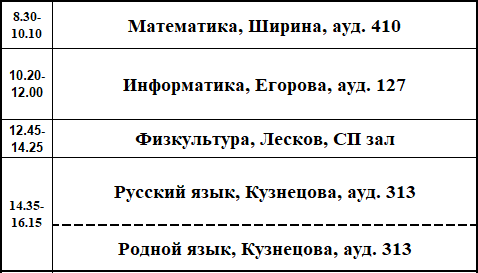 8.30-
10.10
Математика, Ширина, ауд. 410
10.20-
12.00
Информатика, Егорова, ауд. 127
12.45-
14.25
Физкультура, Лесков, СП зал
14.35-
16.15
Русский язык, Кузнецова, ауд. 313
Родной язык, Кузнецова, ауд. 313